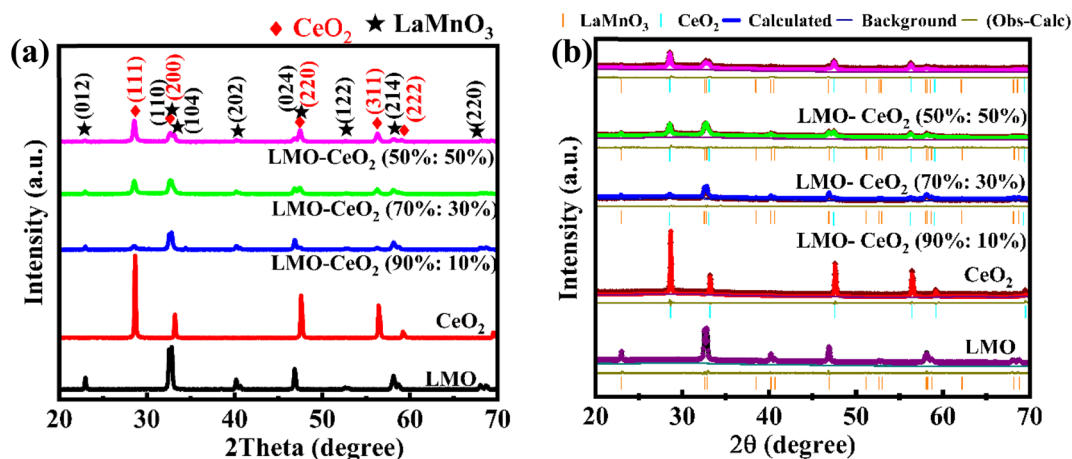 (a)
CeO₂ LaMnO₃
(012)
(111)
(110)
(200)
(104)
(202)
(024)
(220)
(122)
(311)
(214)
(222)
(220)
LMO-CeO₂ (50%: 50%)
LMO-CeO₂ (70%: 30%)
LMO-CeO₂ (90%: 10%)
CeO₂
LMO
Intensity (a.u.)
20 30 40 50 60 70
2Theta (degree)
(b)
LaMnO₃ CeO₂ Calculated Background (Obs-Calc)
LMO- CeO₂ (50%: 50%)
LMO- CeO₂ (70%: 30%)
LMO- CeO₂ (90%: 10%)
CeO₂
LMO
Intensity (a.u.)
20 30 40 50 60 70
2θ (degree)